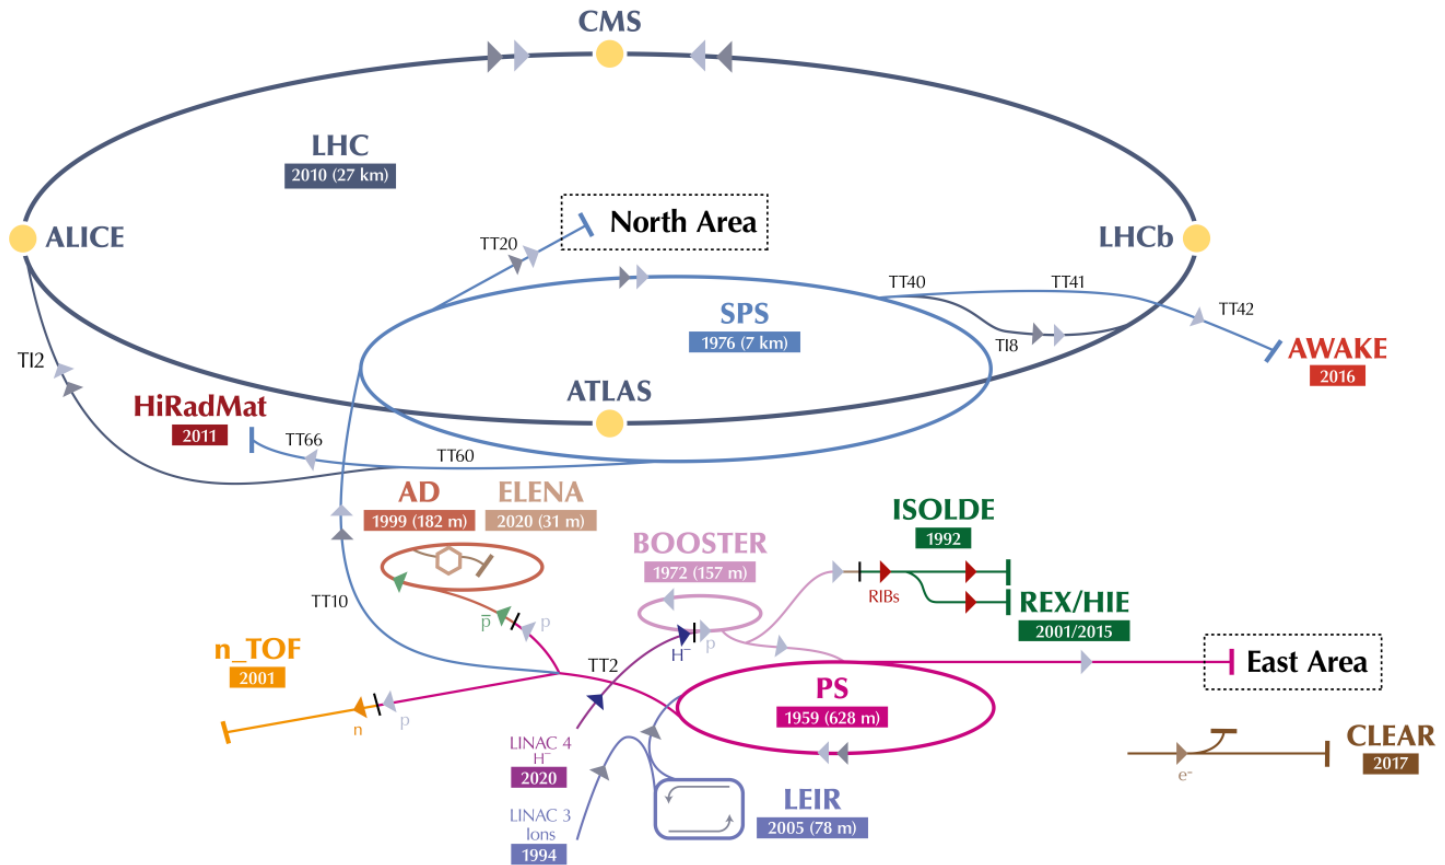 CMS
LHC
2010 (27 km)
North Area
ALICE
LHCb
TT20
TT40
TT41
TT42
SPS
1976 (7 km)
TI8
AWAKE
2016
TI2
ATLAS
HiRadMat
2011
TT66
TT60
AD
1999 (182 m)
ELENA
2020 (31 m)
ISOLDE
1992
BOOSTER
1972 (157 m)
RIBs
REX/HIE
2001/2015
TT10
p̅
p
H⁻
p
n_TOF
2001
TT2
East Area
PS
1959 (628 m)
n
p
LINAC 4
H⁻
2020
CLEAR
2017
e⁻
LEIR
2005 (78 m)
LINAC 3
Ions
1994